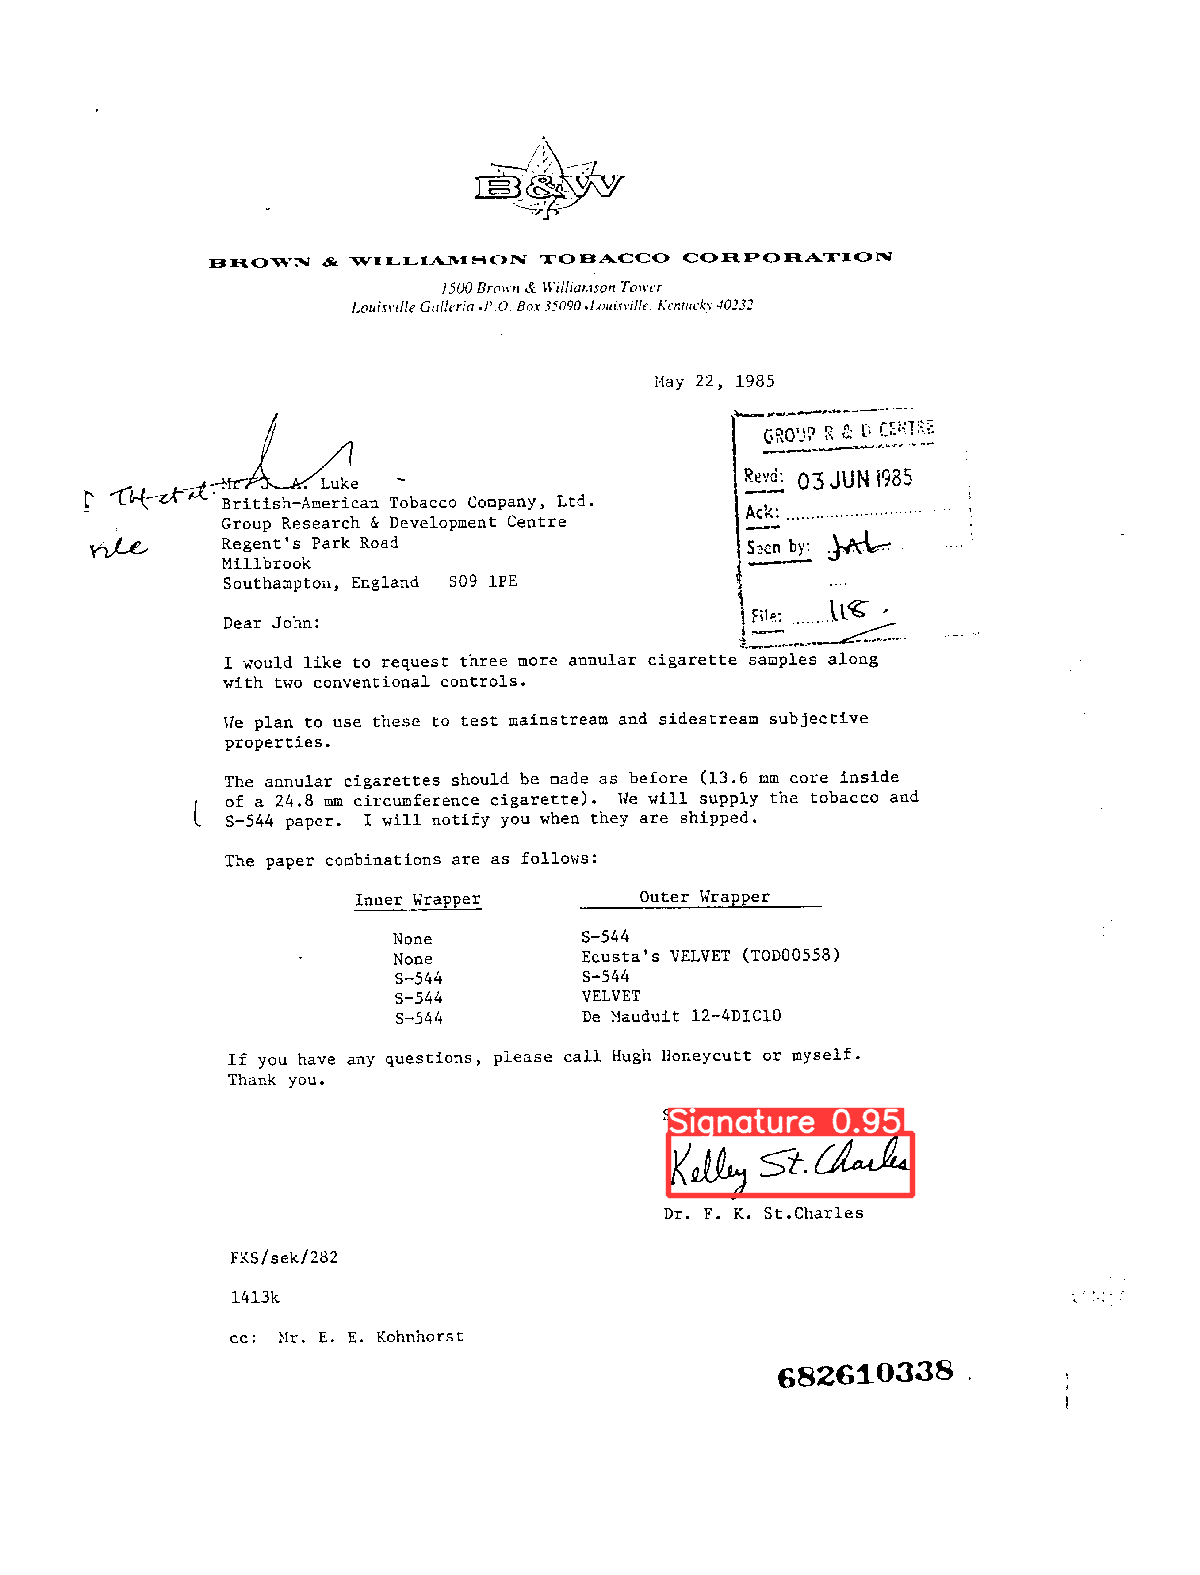 B&W
BROWN & WILLIAMSON TOBACCO CORPORATION
1500 Brown & Williamson Tower
Louisville Galleria • P.O. Box 35090 • Louisville, Kentucky 40232
May 22, 1985
GROUP R & D CENTRE
Revd: 03 JUN 1985
Ack:
Seen by: JAL
File: 118
Mr. J. A. Luke
British-American Tobacco Company, Ltd.
Group Research & Development Centre
Regent's Park Road
Millbrook
Southampton, England SO9 1PE
Dear John:
I would like to request three more annular cigarette samples along
with two conventional controls.
We plan to use these to test mainstream and sidestream subjective
properties.
The annular cigarettes should be made as before (13.6 mm core inside
of a 24.8 mm circumference cigarette). We will supply the tobacco and
S-544 paper. I will notify you when they are shipped.
The paper combinations are as follows:
Inner Wrapper Outer Wrapper
None S-544
None Ecusta's VELVET (TOD00558)
S-544 S-544
S-544 VELVET
S-544 De Mauduit 12-4DIC10
If you have any questions, please call Hugh Honeycutt or myself.
Thank you.
Signature 0.95
Kelley St. Charles
Dr. F. K. St.Charles
FKS/sek/282
1413k
cc: Mr. E. E. Kohnhorst
682610338